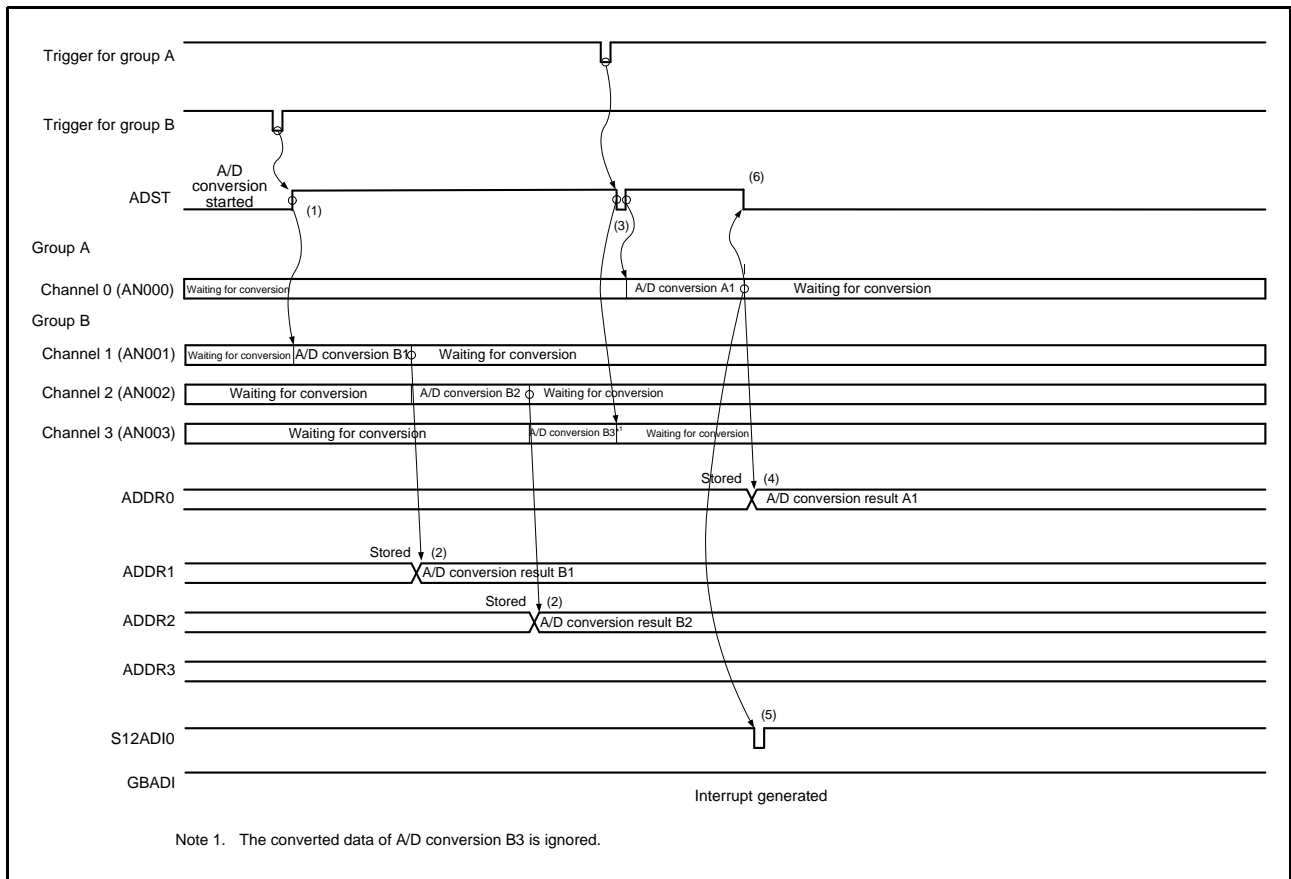 Trigger for group A
Trigger for group B
A/D
conversion
started
ADST
(1)
(3)
(6)
Group A
Channel 0 (AN000)
Waiting for conversion
A/D conversion A1
Waiting for conversion
Group B
Channel 1 (AN001)
Waiting for conversion
A/D conversion B1
Waiting for conversion
Channel 2 (AN002)
Waiting for conversion
A/D conversion B2
Waiting for conversion
Channel 3 (AN003)
Waiting for conversion
A/D conversion B3*1
Waiting for conversion
Stored
(4)
ADDR0
A/D conversion result A1
Stored
(2)
ADDR1
A/D conversion result B1
Stored
(2)
ADDR2
A/D conversion result B2
ADDR3
(5)
S12ADI0
GBADI
Interrupt generated
Note 1. The converted data of A/D conversion B3 is ignored.